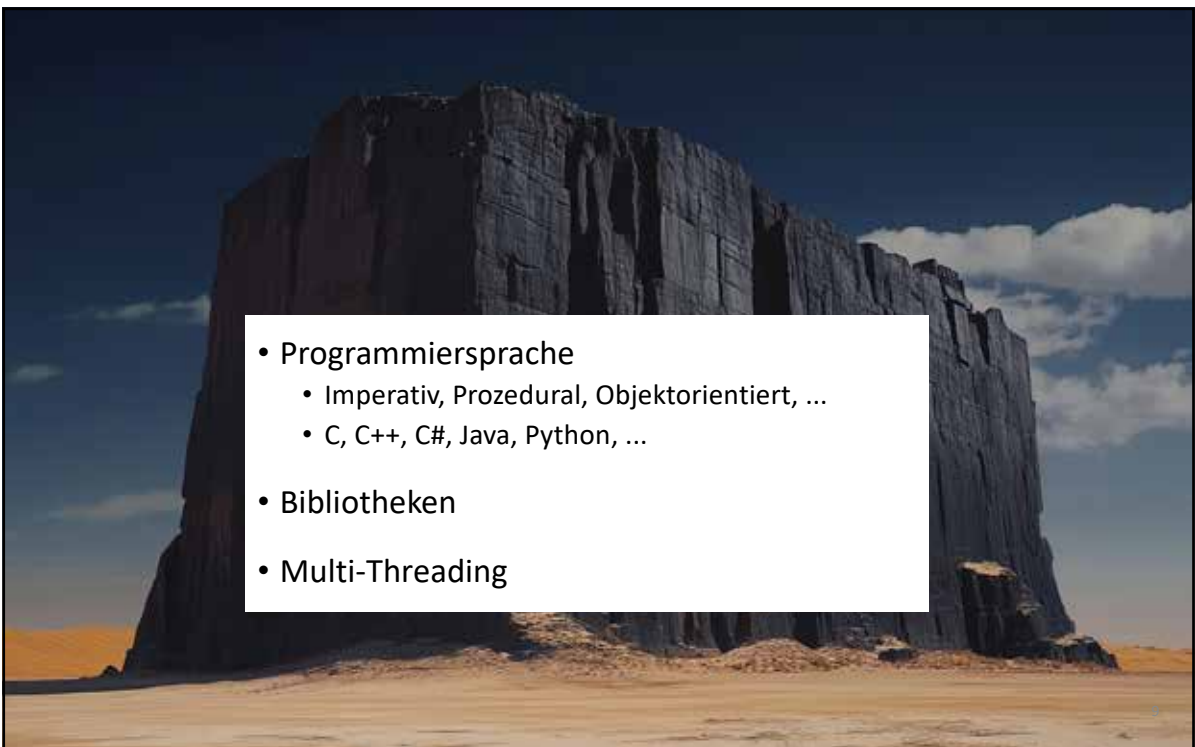 • Programmiersprache
• Imperativ, Prozedural, Objektorientiert, ...
• C, C++, C#, Java, Python, ...
• Bibliotheken
• Multi-Threading